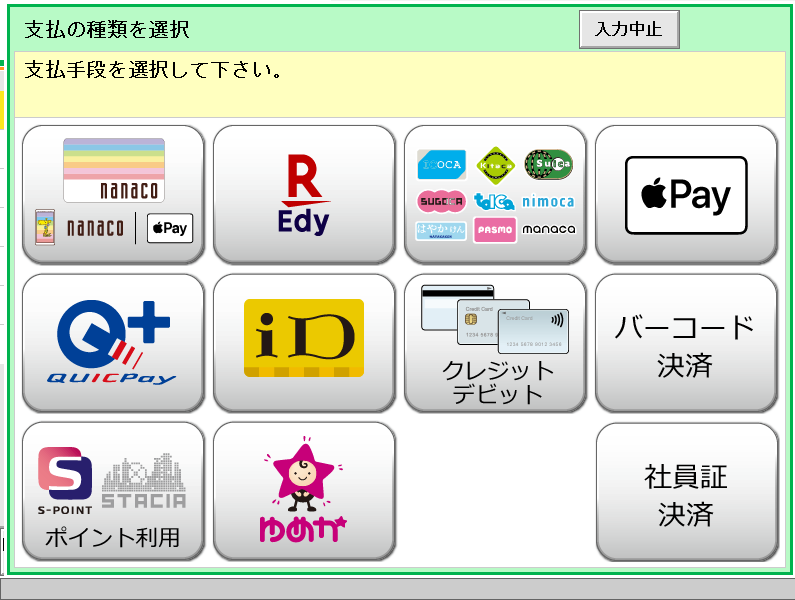 支払の種類を選択
入力中止
支払手段を選択して下さい。
nanaco
nanaco
Pay
R
Edy
ICOCA
Kitaca
Suica
SUGOCA
toica
nimoca
はやかけん
PASMO
manaca
Pay
Q+
QUICPay
iD
Credit Card
1234 5678 9
Credit Card
1234 5678 9012 3456
クレジット
デビット
バーコード
決済
S
S-POINT
STACIA
ポイント利用
ゆめか
社員証
決済